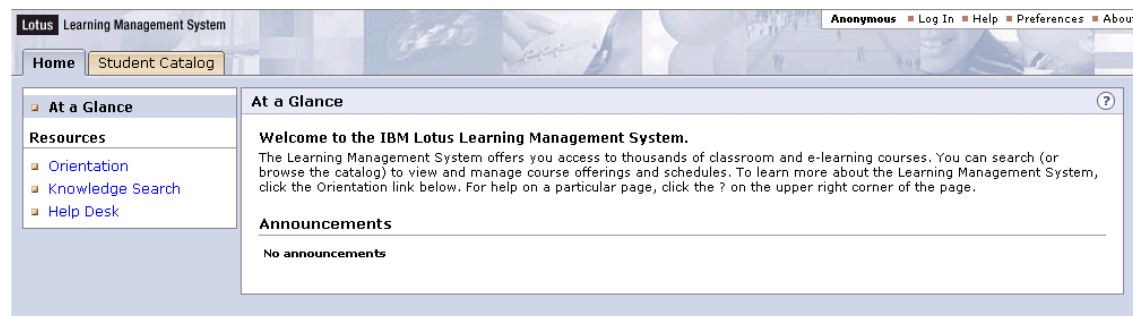 Lotus Learning Management System
Anonymous Log In Help Preferences
Home Student Catalog
At a Glance
Resources
Orientation
Knowledge Search
Help Desk
At a Glance ?
Welcome to the IBM Lotus Learning Management System.
The Learning Management System offers you access to thousands of classroom and e-learning courses. You can search (or
browse the catalog) to view and manage course offerings and schedules. To learn more about the Learning Management System,
click the Orientation link below. For help on a particular page, click the ? on the upper right corner of the page.
Announcements
No announcements